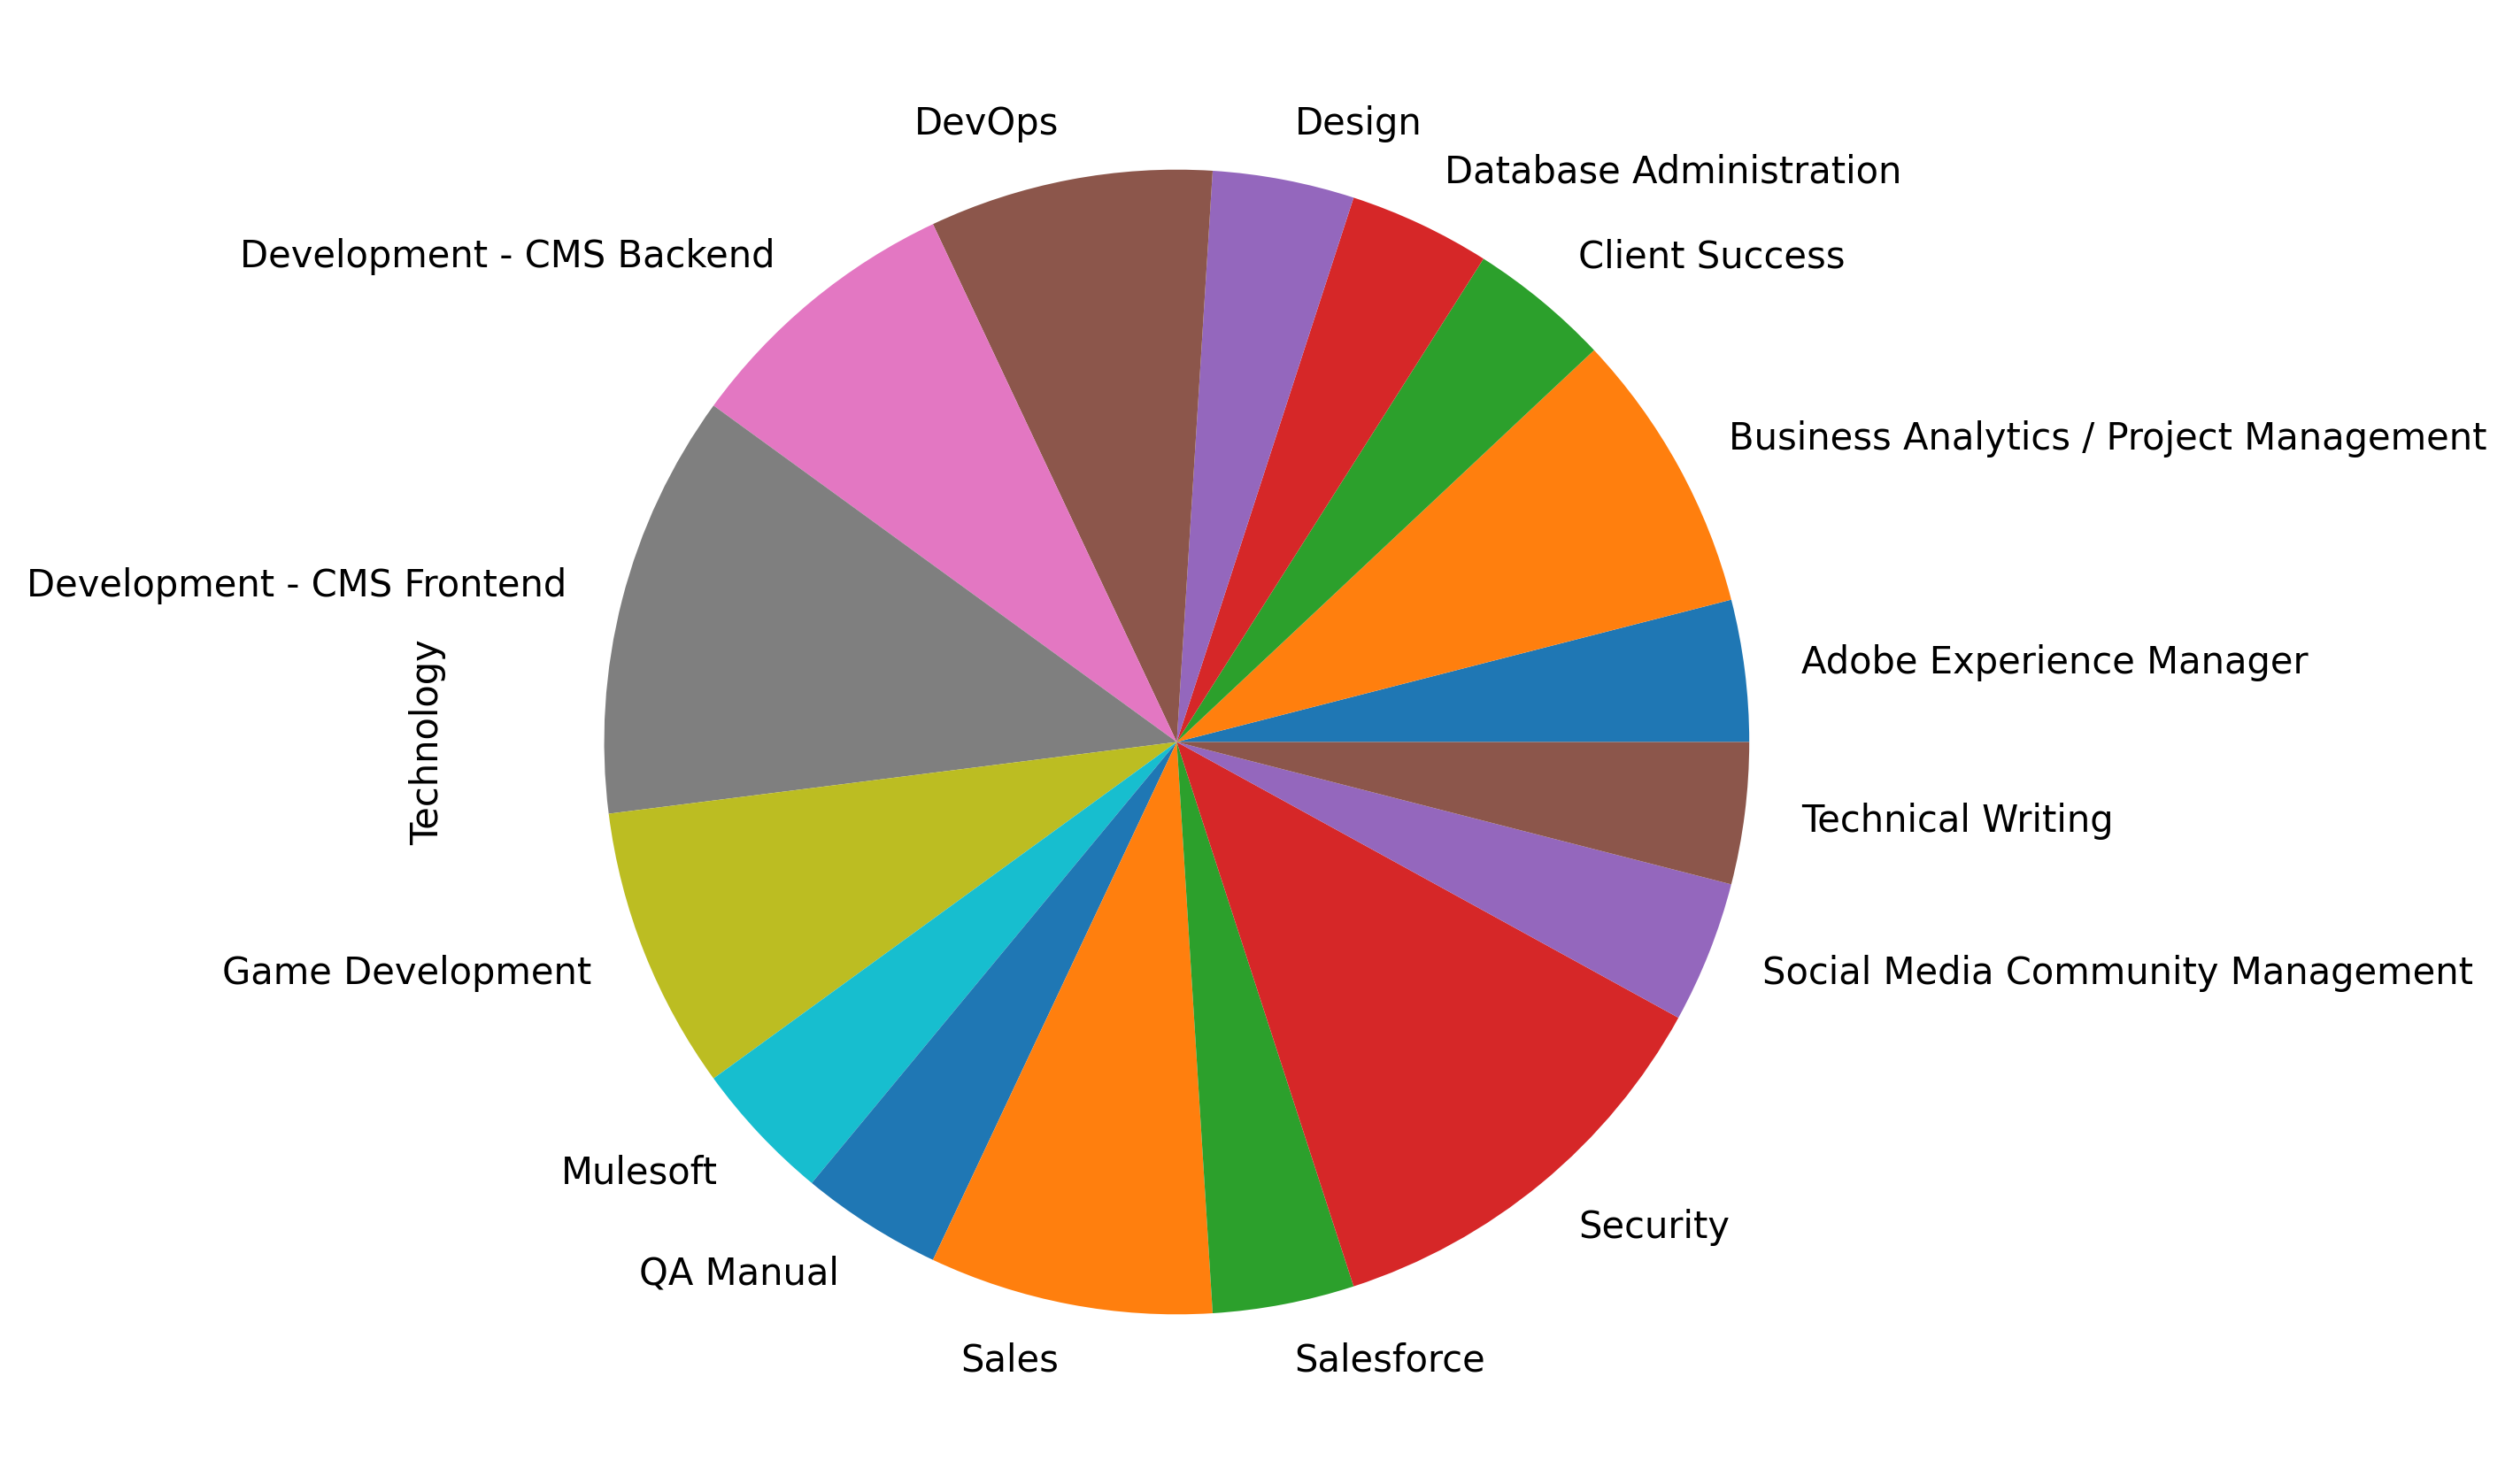 DevOps
Design
Database Administration
Client Success
Development - CMS Backend
Business Analytics / Project Management
Development - CMS Frontend
Adobe Experience Manager
Technology
Technical Writing
Game Development
Social Media Community Management
Mulesoft
Security
QA Manual
Sales
Salesforce